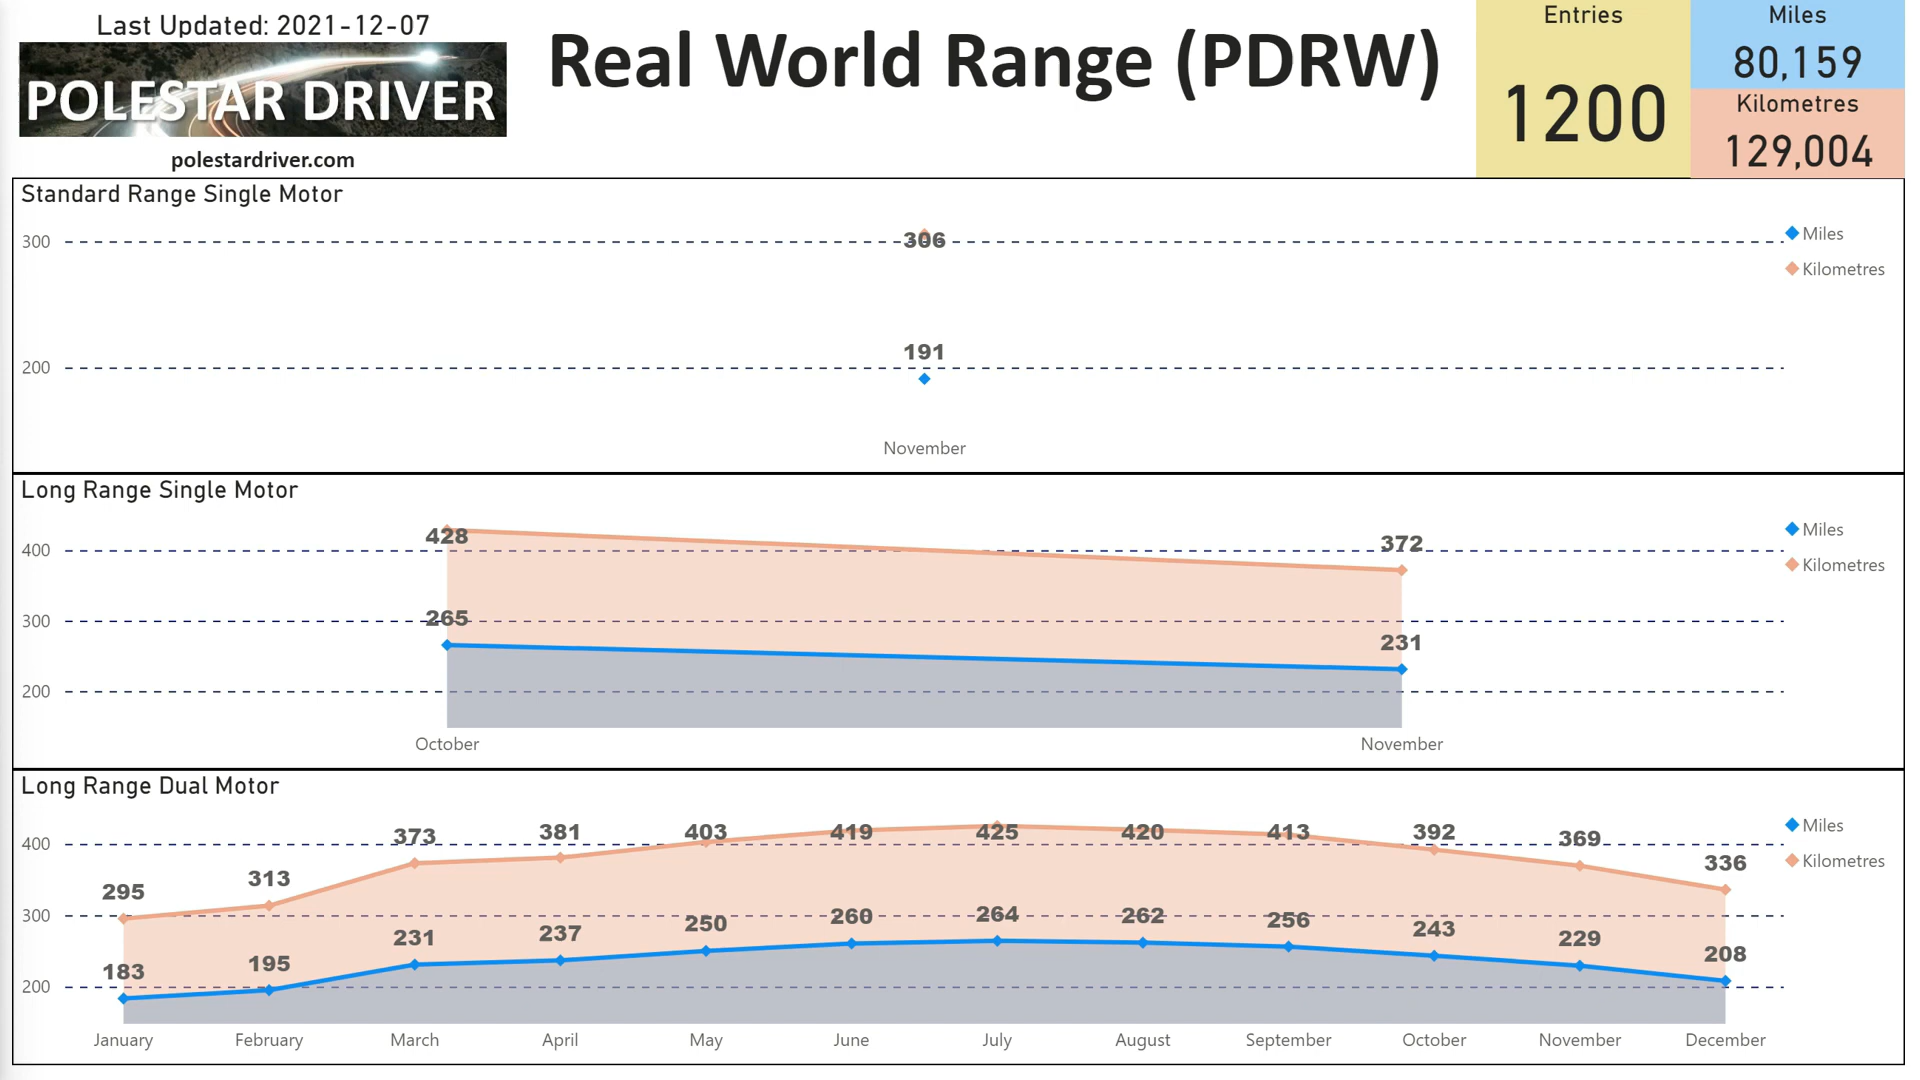 Last Updated: 2021-12-07
POLESTAR DRIVER
polestardriver.com
Real World Range (PDRW)
Entries
1200
Miles
80,159
Kilometres
129,004
Standard Range Single Motor
300
306
200
191
November
Miles
Kilometres
Long Range Single Motor
400
300
200
428
372
265
231
October November
Miles
Kilometres
Long Range Dual Motor
400
300
200
295 313 373 381 403 419 425 420 413 392 369 336
183 195 231 237 250 260 264 262 256 243 229 208
January February March April May June July August September October November December
Miles
Kilometres